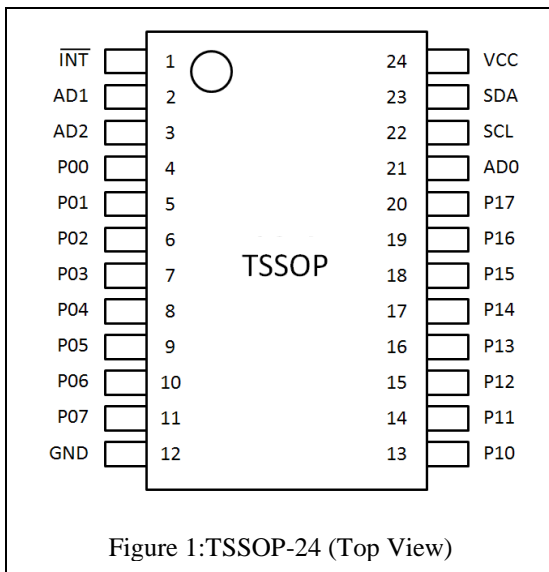 INT 1 24 VCC
AD1 2 23 SDA
AD2 3 22 SCL
P00 4 21 AD0
P01 5 20 P17
P02 6 19 P16
P03 7 18 P15
TSSOP
P04 8 17 P14
P05 9 16 P13
P06 10 15 P12
P07 11 14 P11
GND 12 13 P10
Figure 1:TSSOP-24 (Top View)